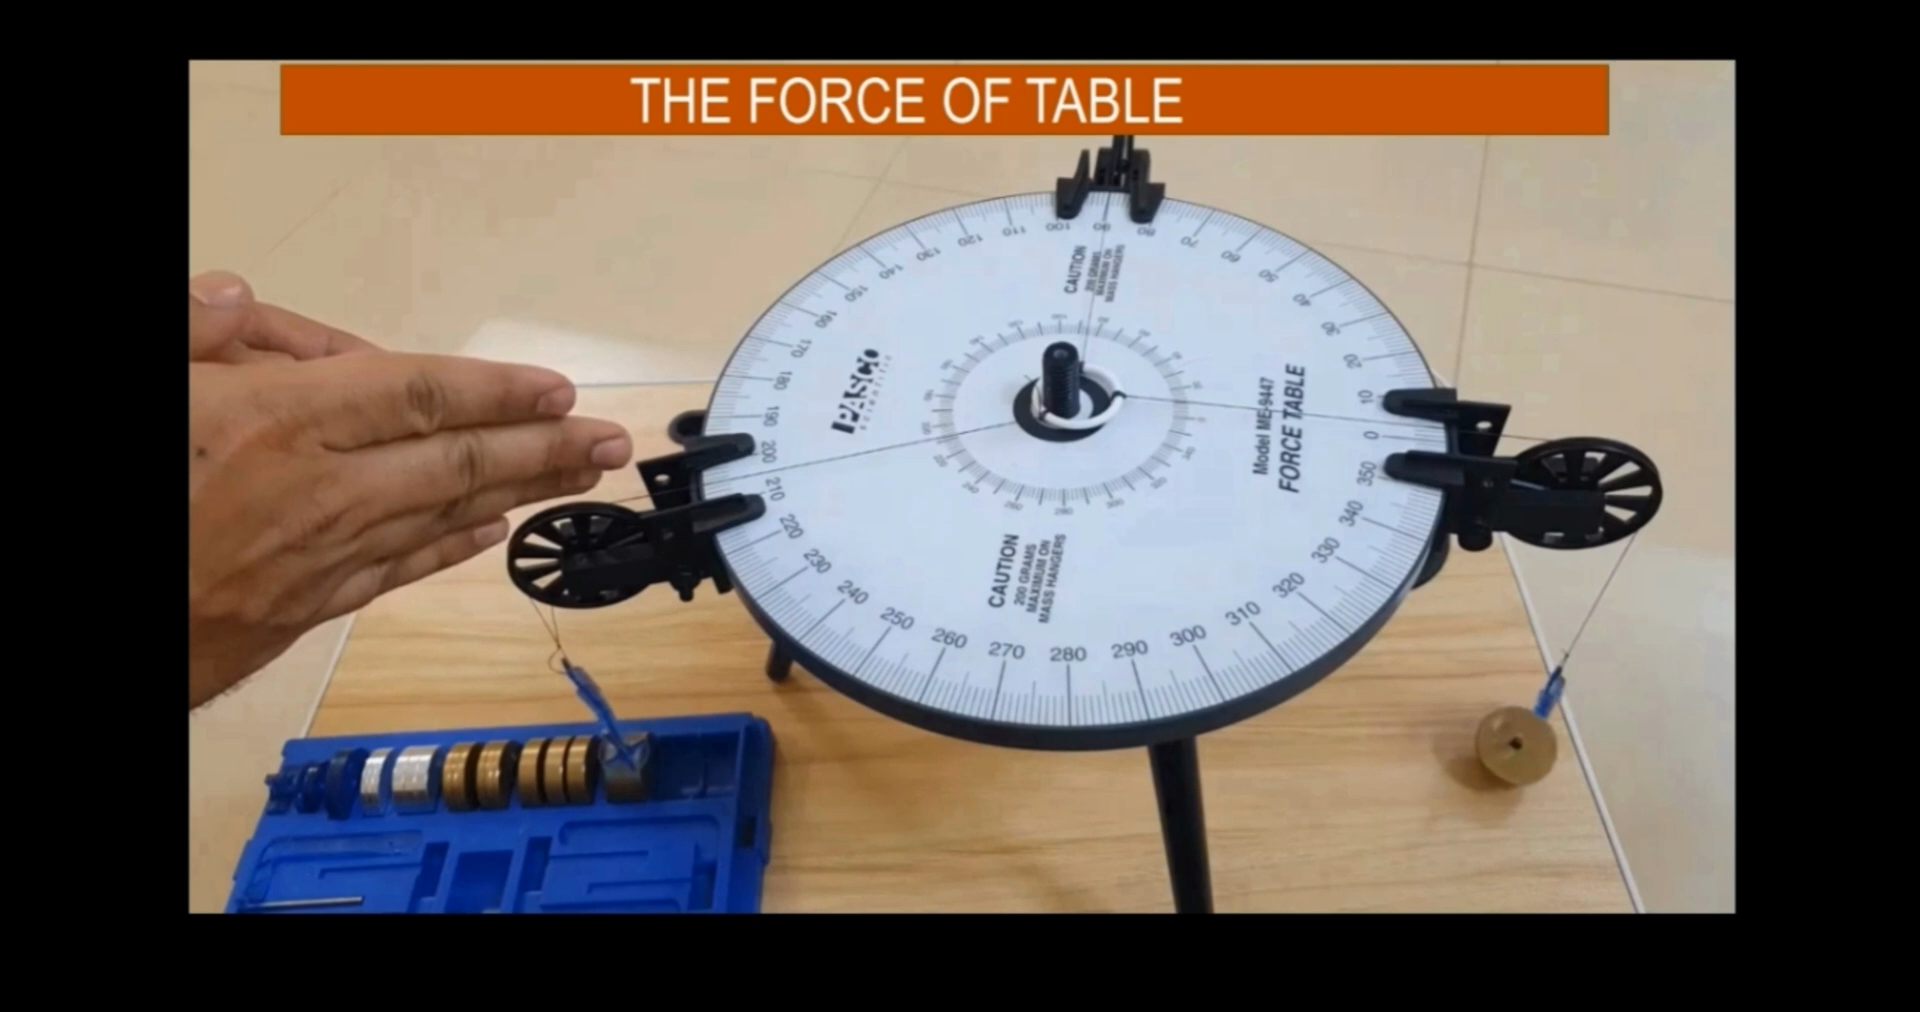 THE FORCE OF TABLE
100 90 80
110 70
120 60
130 50
140 40
150 30
160 20
170 10
180 0
190 350
200 340
210 330
220 320
230 310
240 300
250 290
260 280
270
CAUTION
200 GRAMS
MAXIMUM ON
MASS HANGERS
PASCO
scientific
Model ME-9447
FORCE TABLE
CAUTION
200 GRAMS
MAXIMUM ON
MASS HANGERS